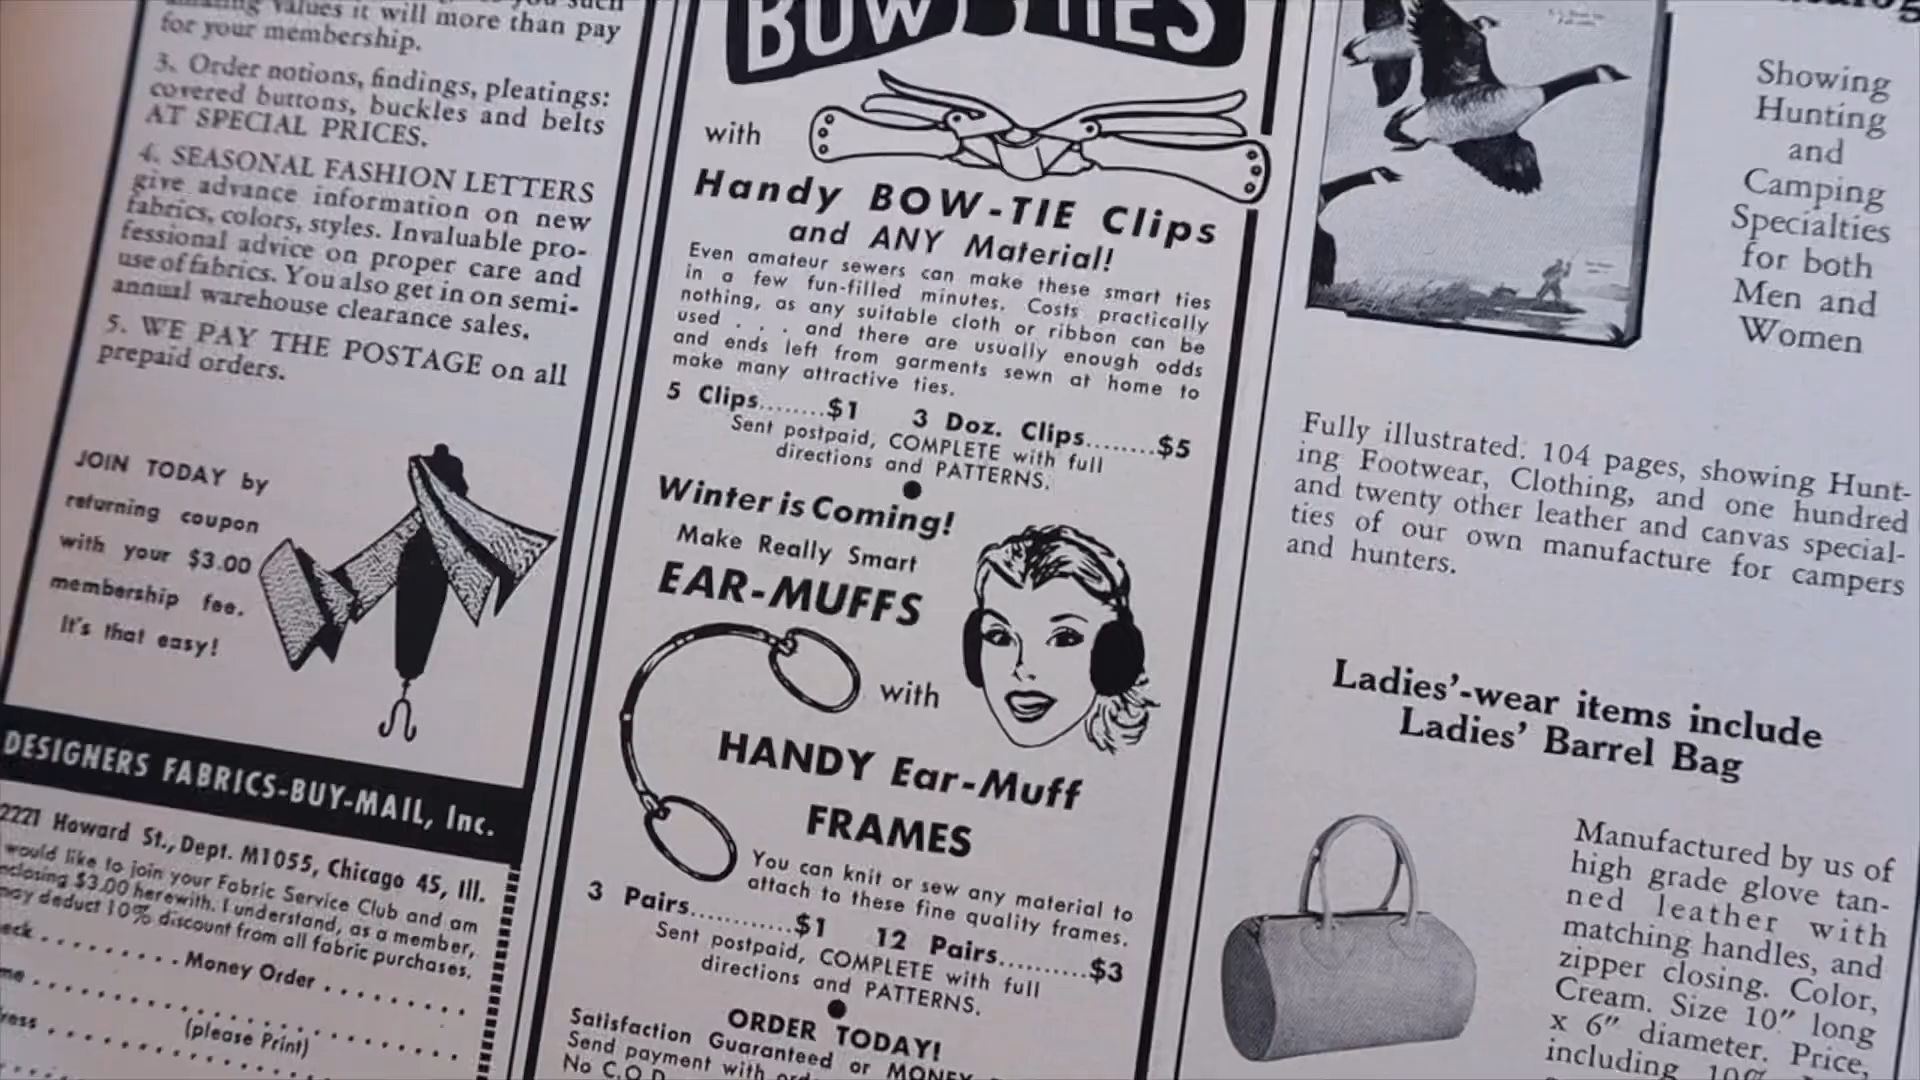 values it will more than pay
for your membership.
3. Order notions, findings, pleatings:
covered buttons, buckles and belts
AT SPECIAL PRICES.
4. SEASONAL FASHION LETTERS
give advance information on new
fabrics, colors, styles. Invaluable pro-
fessional advice on proper care and
use of fabrics. You also get in on semi-
annual warehouse clearance sales.
5. WE PAY THE POSTAGE on all
prepaid orders.
JOIN TODAY by
returning coupon
with your $3.00
membership fee.
It's that easy!
DESIGNERS FABRICS-BUY-MAIL, Inc.
2221 Howard St., Dept. M1055, Chicago 45, Ill.
would like to join your Fabric Service Club and am
$3.00 herewith. I understand, as a member,
may deduct 10% discount from all fabric purchases.
Money Order
(please Print)
BOW TIES
with
Handy BOW-TIE Clips
and ANY Material!
Even amateur sewers can make these smart ties
in a few fun-filled minutes. Costs practically
nothing, as any suitable cloth or ribbon can be
used . . . and there are usually enough odds
and ends left from garments sewn at home to
make many attractive ties.
5 Clips........$1 3 Doz. Clips.......$5
Sent postpaid, COMPLETE with full
directions and PATTERNS.
Winter is Coming!
Make Really Smart
EAR-MUFFS
with
HANDY Ear-Muff
FRAMES
You can knit or sew any material to
attach to these fine quality frames.
3 Pairs...........$1 12 Pairs..........$3
Sent postpaid, COMPLETE with full
directions and PATTERNS.
ORDER TODAY!
Satisfaction Guaranteed or MONEY
Send payment with
No C.O.D.
Showing
Hunting
and
Camping
Specialties
for both
Men and
Women
Fully illustrated. 104 pages, showing Hunt-
ing Footwear, Clothing, and one hundred
and twenty other leather and canvas special-
ties of our own manufacture for campers
and hunters.
Ladies'-wear items include
Ladies' Barrel Bag
Manufactured by us of
high grade glove tan-
ned leather with
matching handles, and
zipper closing. Color,
Cream. Size 10" long
x 6" diameter. Price,
including 10%